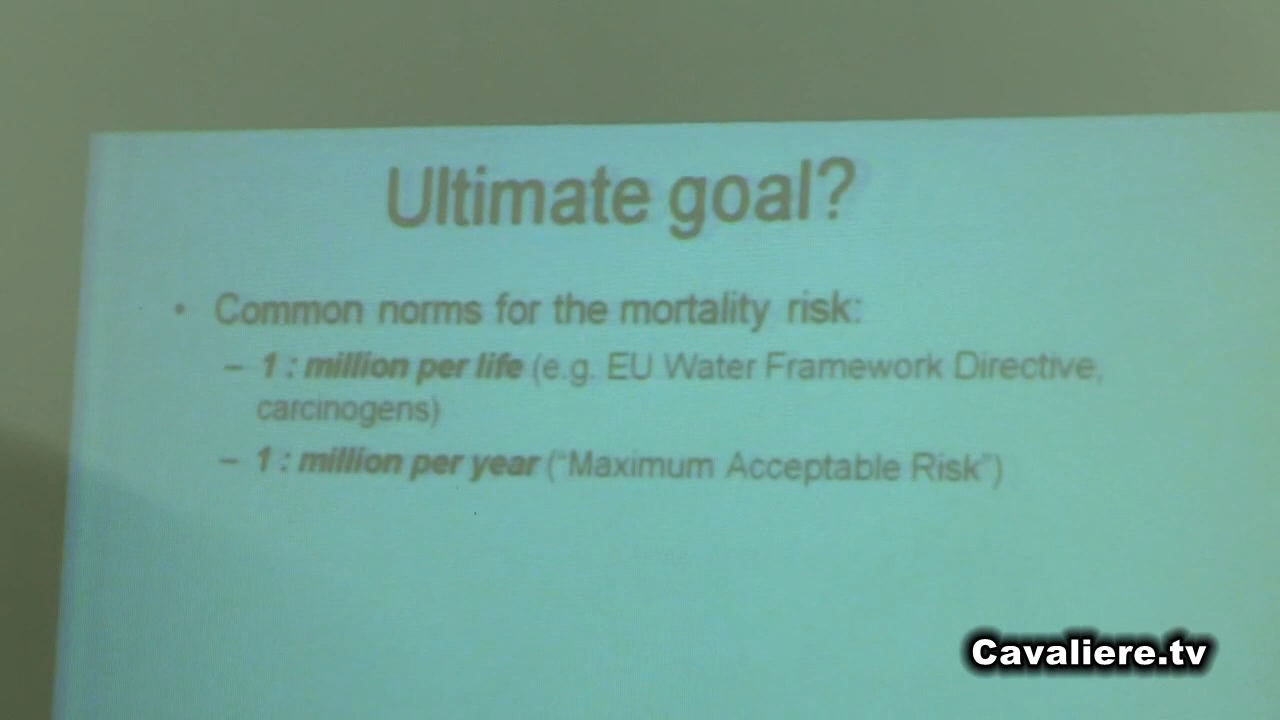 Ultimate goal?
• Common norms for the mortality risk:
– 1 : million per life (e.g. EU Water Framework Directive,
carcinogens)
– 1 : million per year (“Maximum Acceptable Risk”)
Cavaliere.tv